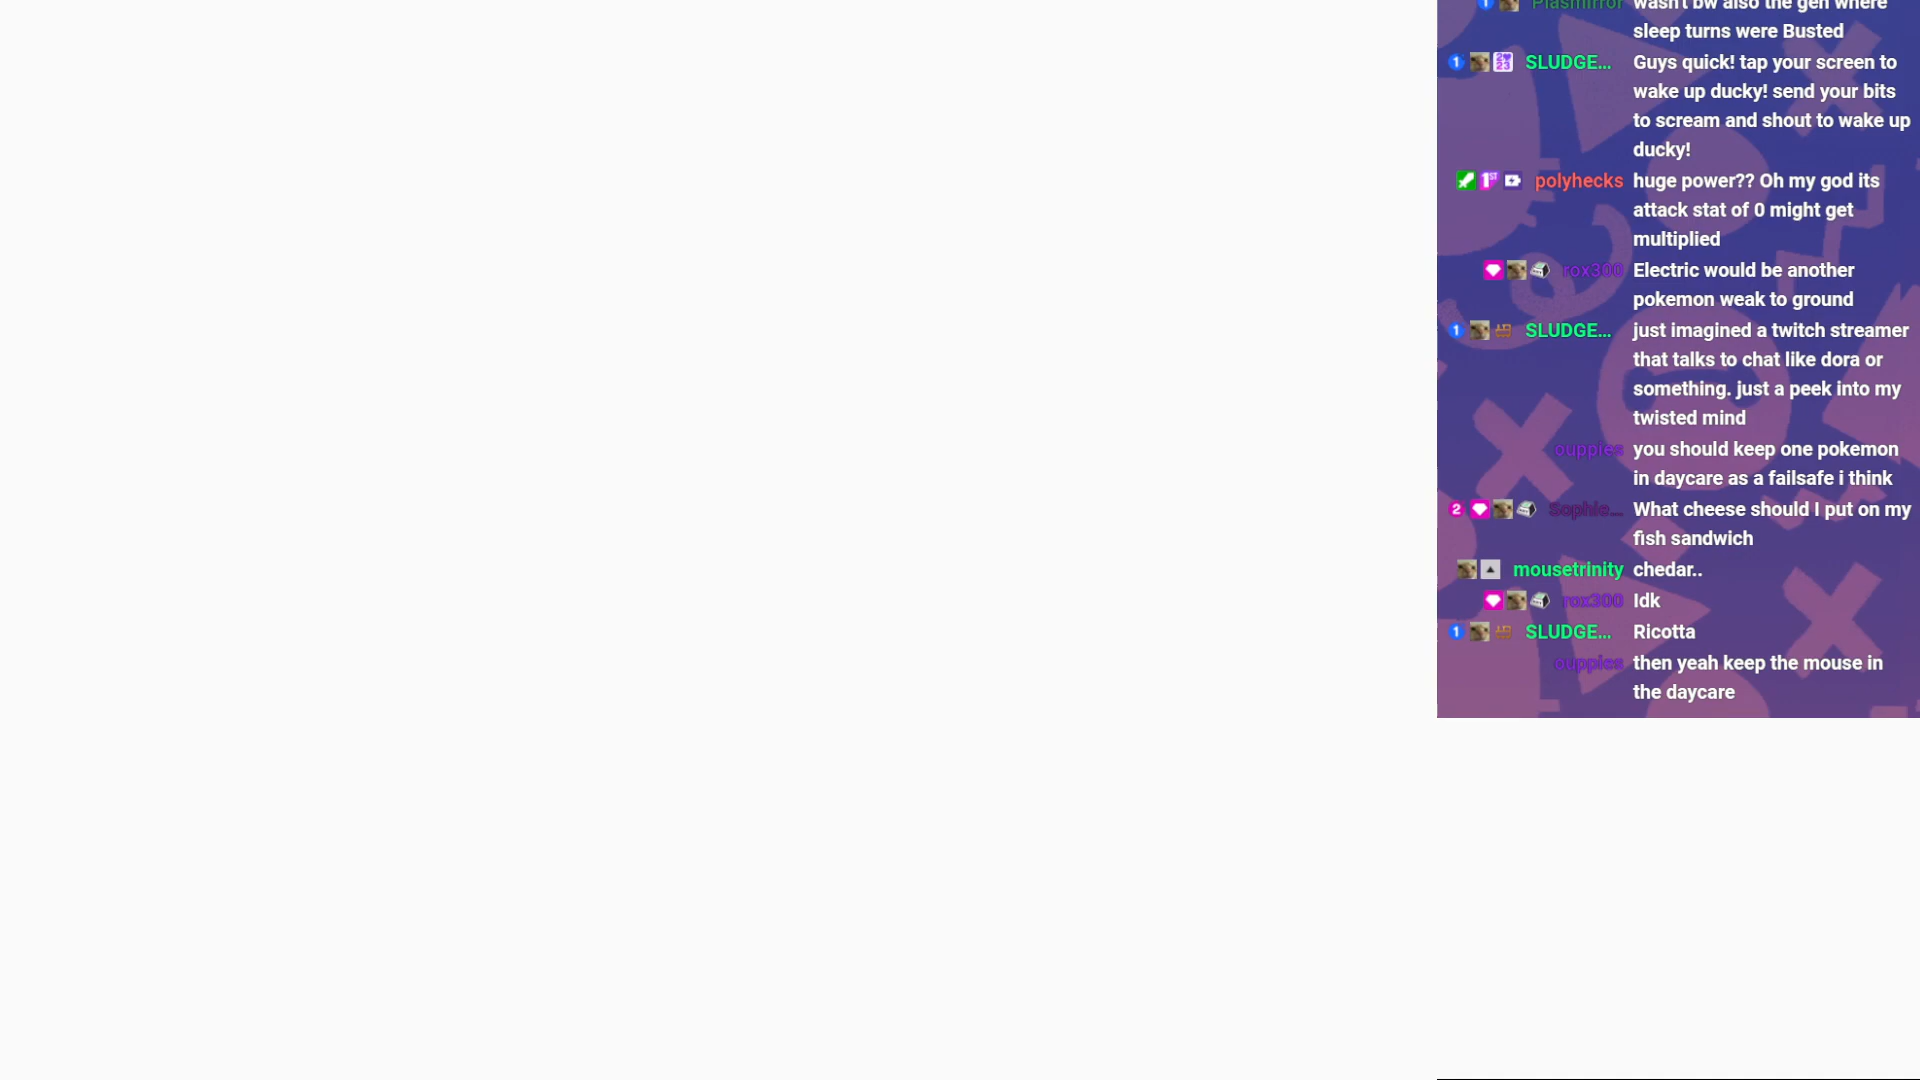 Plasmirror wasn't bw also the gen where
sleep turns were Busted
SLUDGE... Guys quick! tap your screen to
wake up ducky! send your bits
to scream and shout to wake up
ducky!
polyhecks huge power?? Oh my god its
attack stat of 0 might get
multiplied
rox300 Electric would be another
pokemon weak to ground
SLUDGE... just imagined a twitch streamer
that talks to chat like dora or
something. just a peek into my
twisted mind
ouppies you should keep one pokemon
in daycare as a failsafe i think
Sophie... What cheese should I put on my
fish sandwich
mousetrinity chedar..
rox300 Idk
SLUDGE... Ricotta
ouppies then yeah keep the mouse in
the daycare